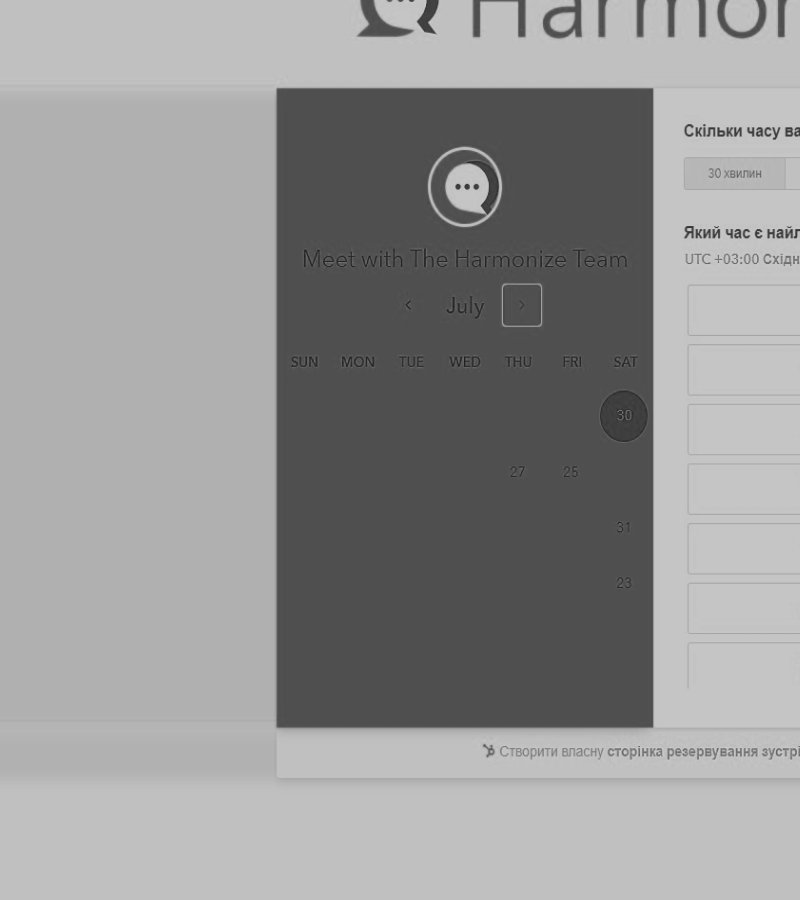 Harmon
Meet with The Harmonize Team
July
SUN MON TUE WED THU FRI SAT
30
27 25
31
23
Скільки часу ва
30 хвилин
Який час є найл
UTC +03:00 Східн
Створити власну сторінка резервування зустрі